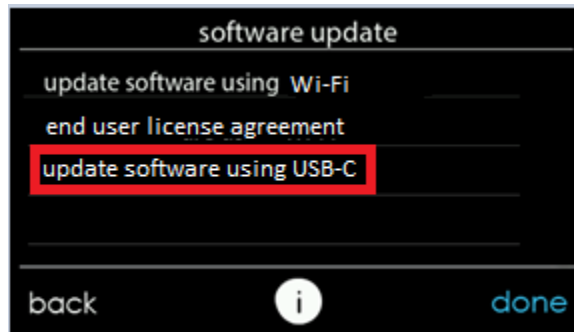 software update
update software using Wi-Fi
end user license agreement
update software using USB-C
back i done